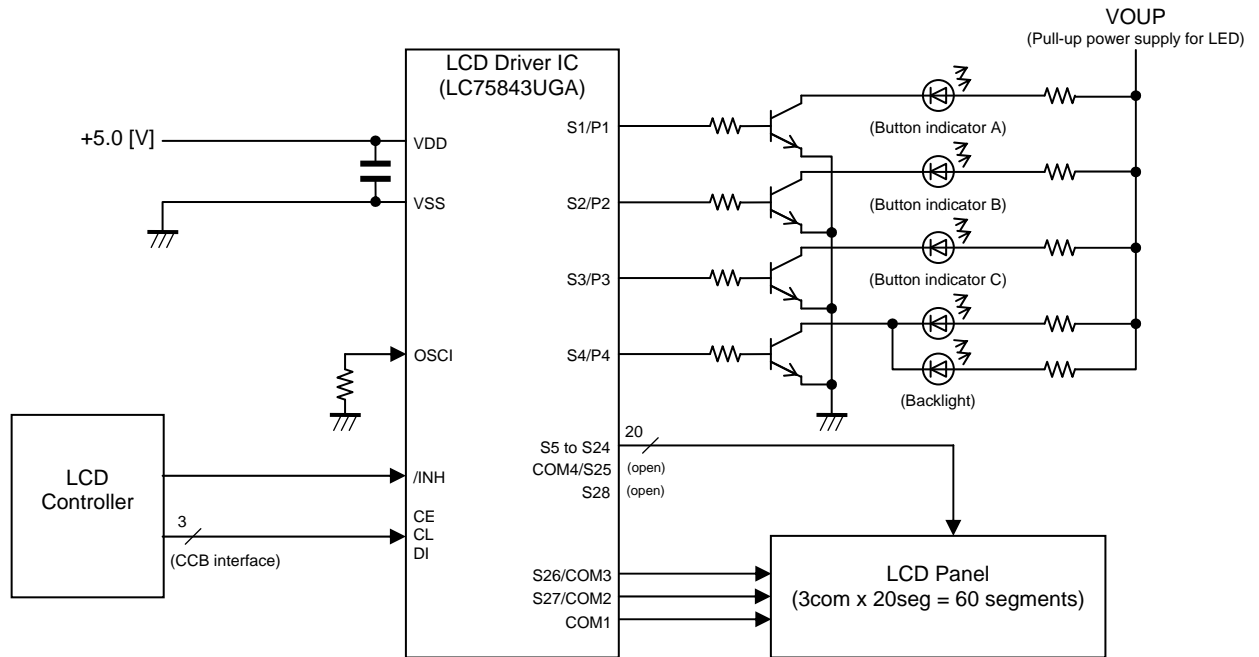 VOUP
(Pull-up power supply for LED)
LCD Driver IC
(LC75843UGA)
+5.0 [V]
VDD
VSS
OSCI
/INH
CE
CL
DI
LCD
Controller
3
(CCB interface)
S1/P1
S2/P2
S3/P3
S4/P4
(Button indicator A)
(Button indicator B)
(Button indicator C)
(Backlight)
20
S5 to S24
COM4/S25
(open)
S28
(open)
S26/COM3
S27/COM2
COM1
LCD Panel
(3com x 20seg = 60 segments)